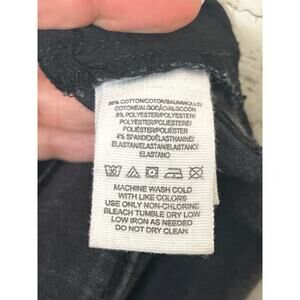 88% COTTON/COTON/BAUMWOLLE/
COTONE/ALGODÃO/ALGODÓN
8% POLYESTER/POLYESTER/
POLYESTER/POLIESTERE/
POLIÉSTER/POLIÉSTER
4% SPANDEX/ÉLASTHANNE/
ELASTAN/ELASTAN/ELASTANO/
ELASTANO
MACHINE WASH COLD
WITH LIKE COLORS
USE ONLY NON-CHLORINE
BLEACH TUMBLE DRY LOW
LOW IRON AS NEEDED
DO NOT DRY CLEAN